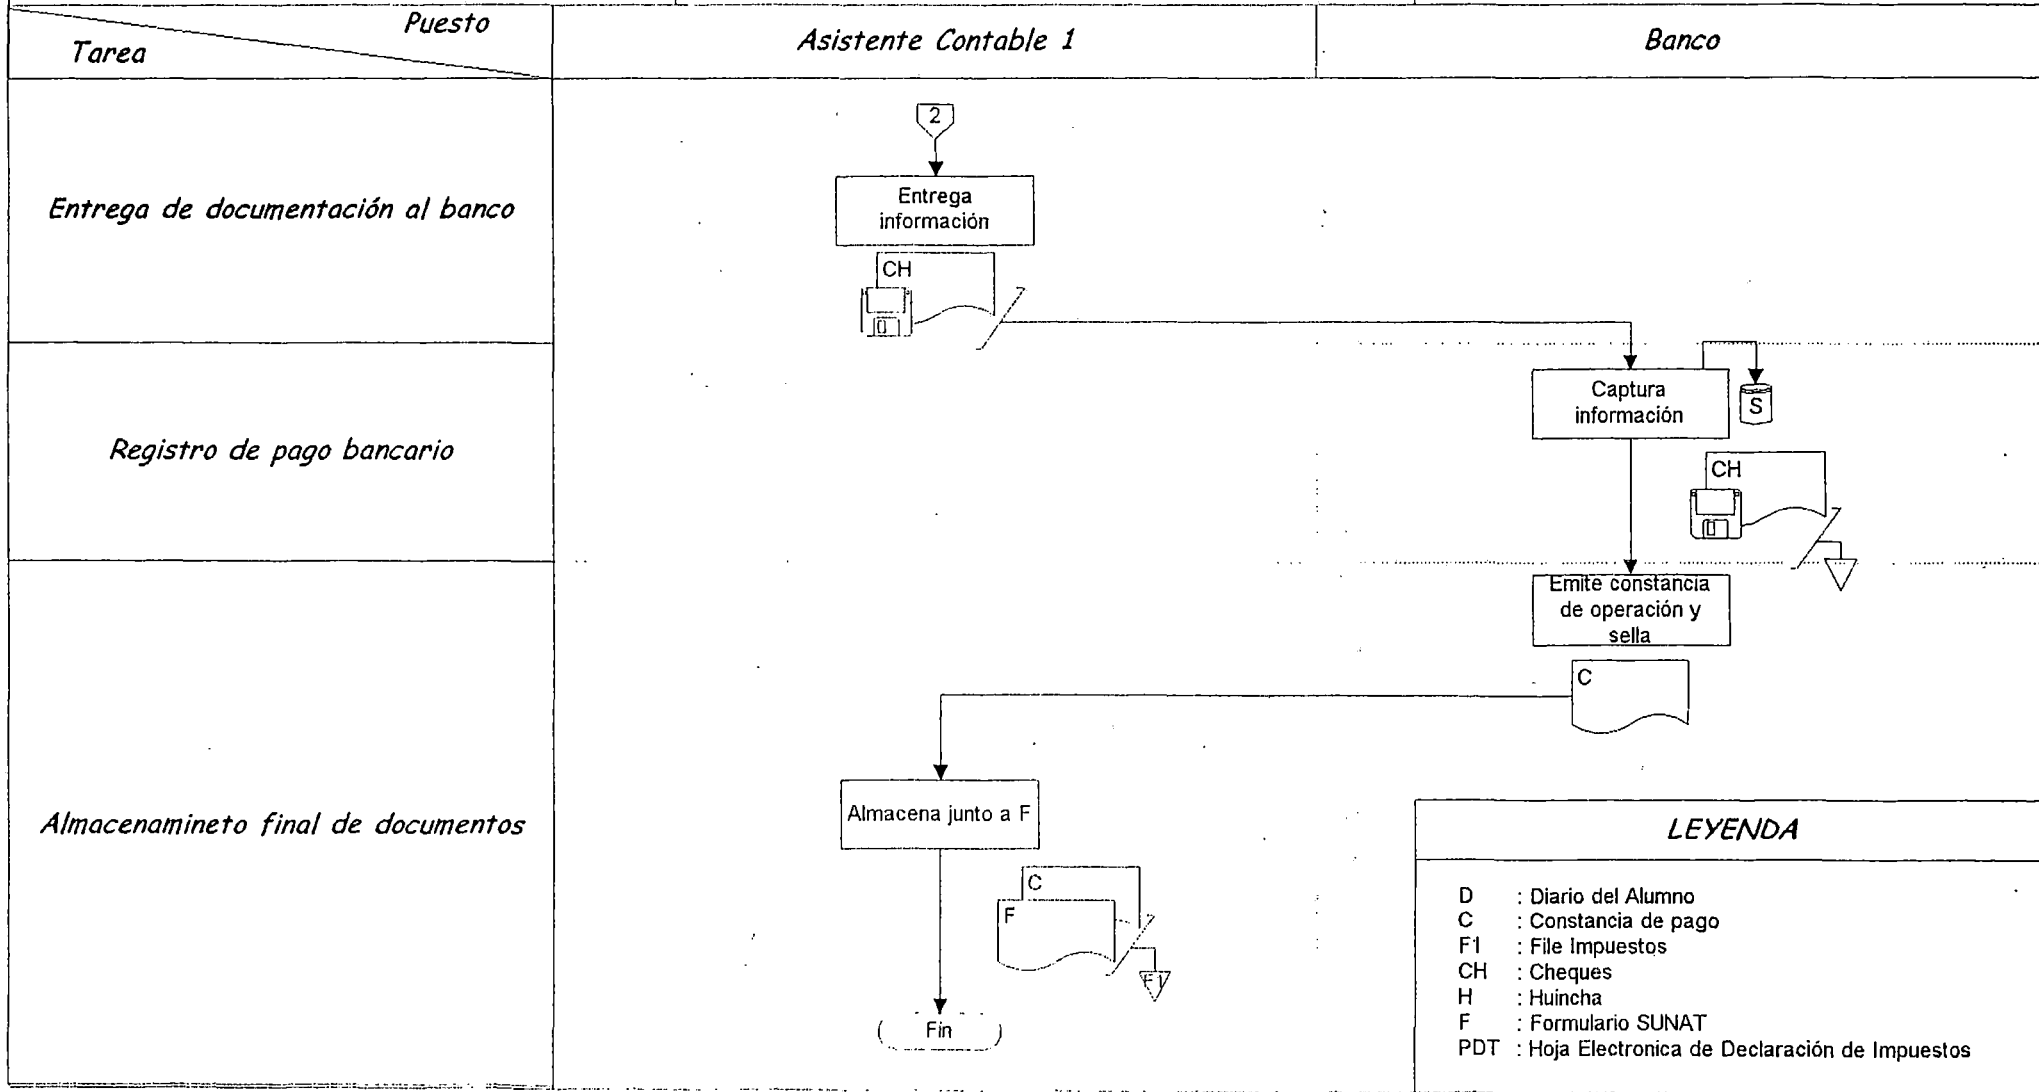 Puesto
Tarea
Asistente Contable 1
Banco
2
Entrega de documentación al banco
Entrega
información
CH
Registro de pago bancario
Captura
información
S
CH
Emite constancia
de operación y
sella
C
Almacenamineto final de documentos
Almacena junto a F
C
F
F1
Fin
LEYENDA
D : Diario del Alumno
C : Constancia de pago
F1 : File Impuestos
CH : Cheques
H : Huincha
F : Formulario SUNAT
PDT : Hoja Electronica de Declaración de Impuestos